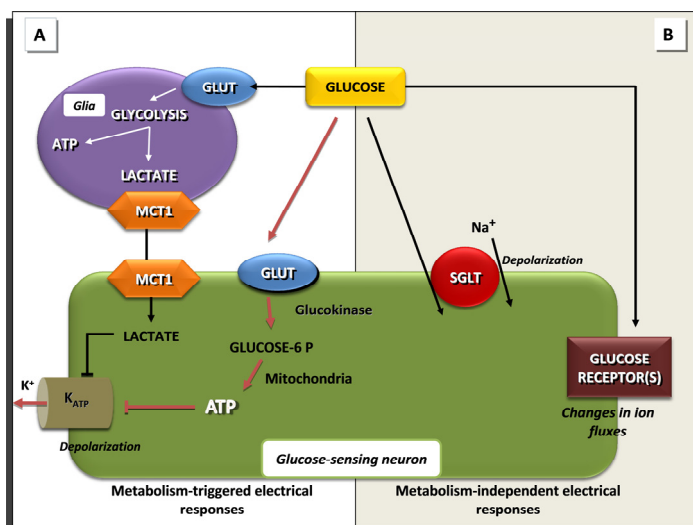 A
B
GLUT
GLUCOSE
Glia
GLYCOLYSIS
ATP
LACTATE
MCT1
Na+
Depolarization
MCT1
GLUT
SGLT
Glucokinase
LACTATE
GLUCOSE-6 P
GLUCOSE
RECEPTOR(S)
Mitochondria
K+
KATP
ATP
Changes in ion
fluxes
Depolarization
Glucose-sensing neuron
Metabolism-triggered electrical
responses
Metabolism-independent electrical
responses